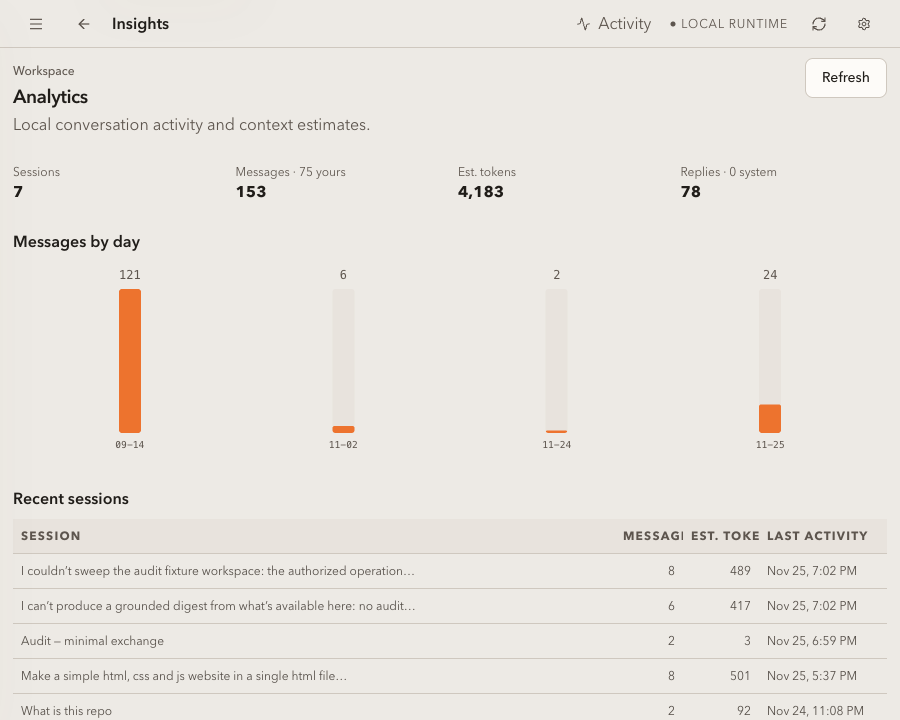 Insights
Activity
LOCAL RUNTIME
Workspace
Refresh
Analytics
Local conversation activity and context estimates.
Sessions
7
Messages · 75 yours
153
Est. tokens
4,183
Replies · 0 system
78
Messages by day
121
6
2
24
09-14
11-02
11-24
11-25
Recent sessions
SESSION MESSAG EST. TOKE LAST ACTIVITY
I couldn't sweep the audit fixture workspace: the authorized operation… 8 489 Nov 25, 7:02 PM
I can't produce a grounded digest from what's available here: no audit… 6 417 Nov 25, 7:02 PM
Audit — minimal exchange 2 3 Nov 25, 6:59 PM
Make a simple html, css and js website in a single html file… 8 501 Nov 25, 5:37 PM
What is this repo 2 92 Nov 24, 11:08 PM